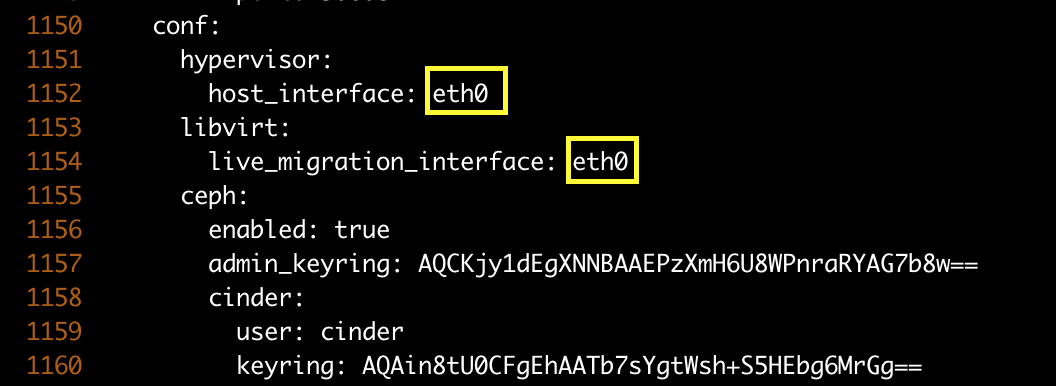 1150 conf:
1151 hypervisor:
1152 host_interface: eth0
1153 libvirt:
1154 live_migration_interface: eth0
1155 ceph:
1156 enabled: true
1157 admin_keyring: AQCKjy1dEgXNNBAAEPzXmH6U8WPnraRYAG7b8w==
1158 cinder:
1159 user: cinder
1160 keyring: AQAin8tU0CFgEhAATb7sYgtWsh+S5HEbg6MrGg==